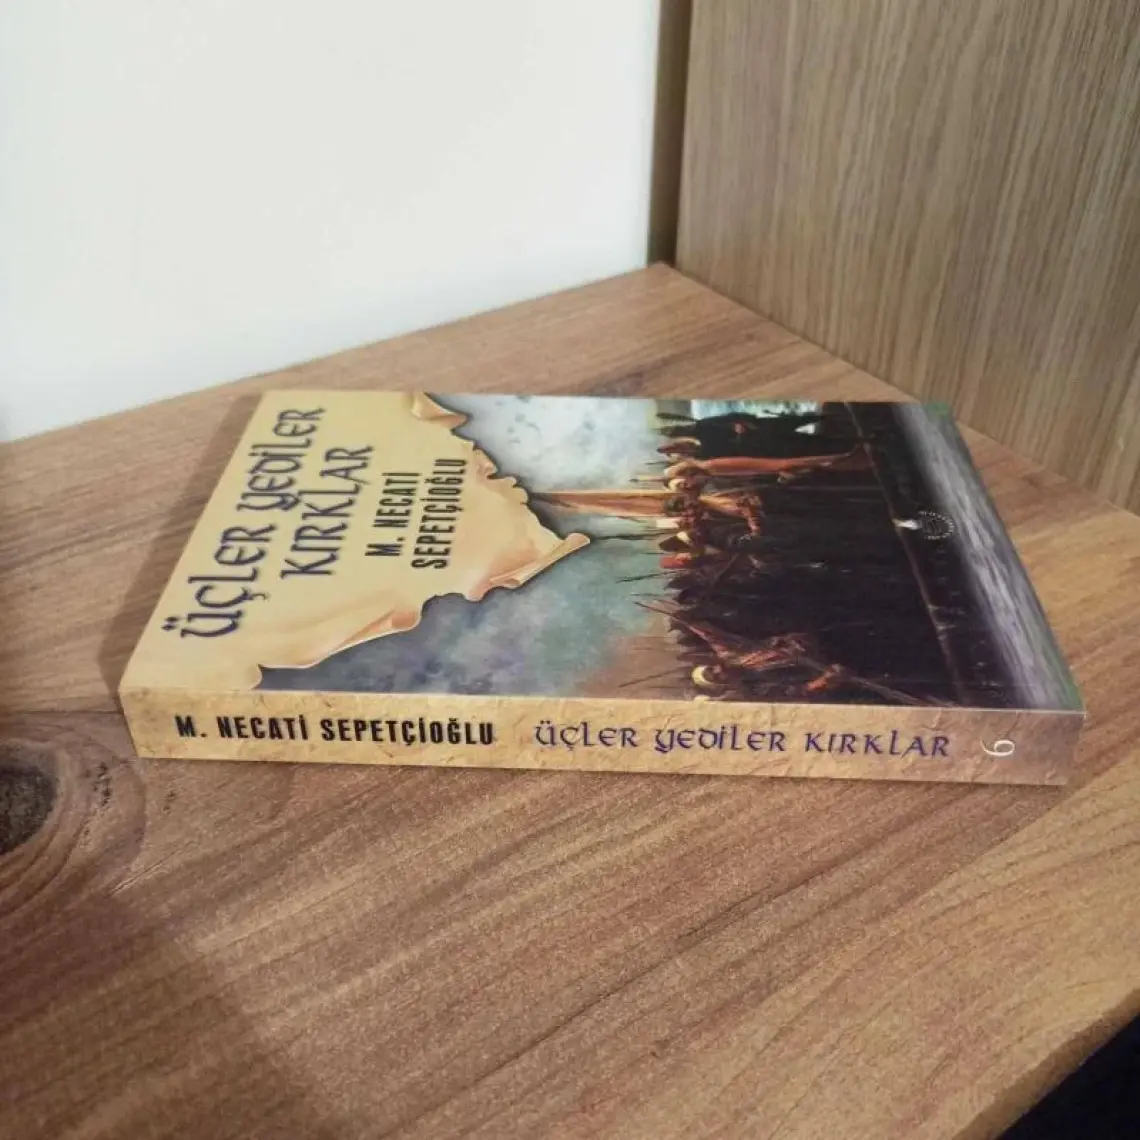 ÜÇLER YEDİLER
KIRKLAR
M. NECATİ
SEPETÇİOĞLU
M. NECATİ SEPETÇİOĞLU ÜÇLER YEDİLER KIRKLAR 6